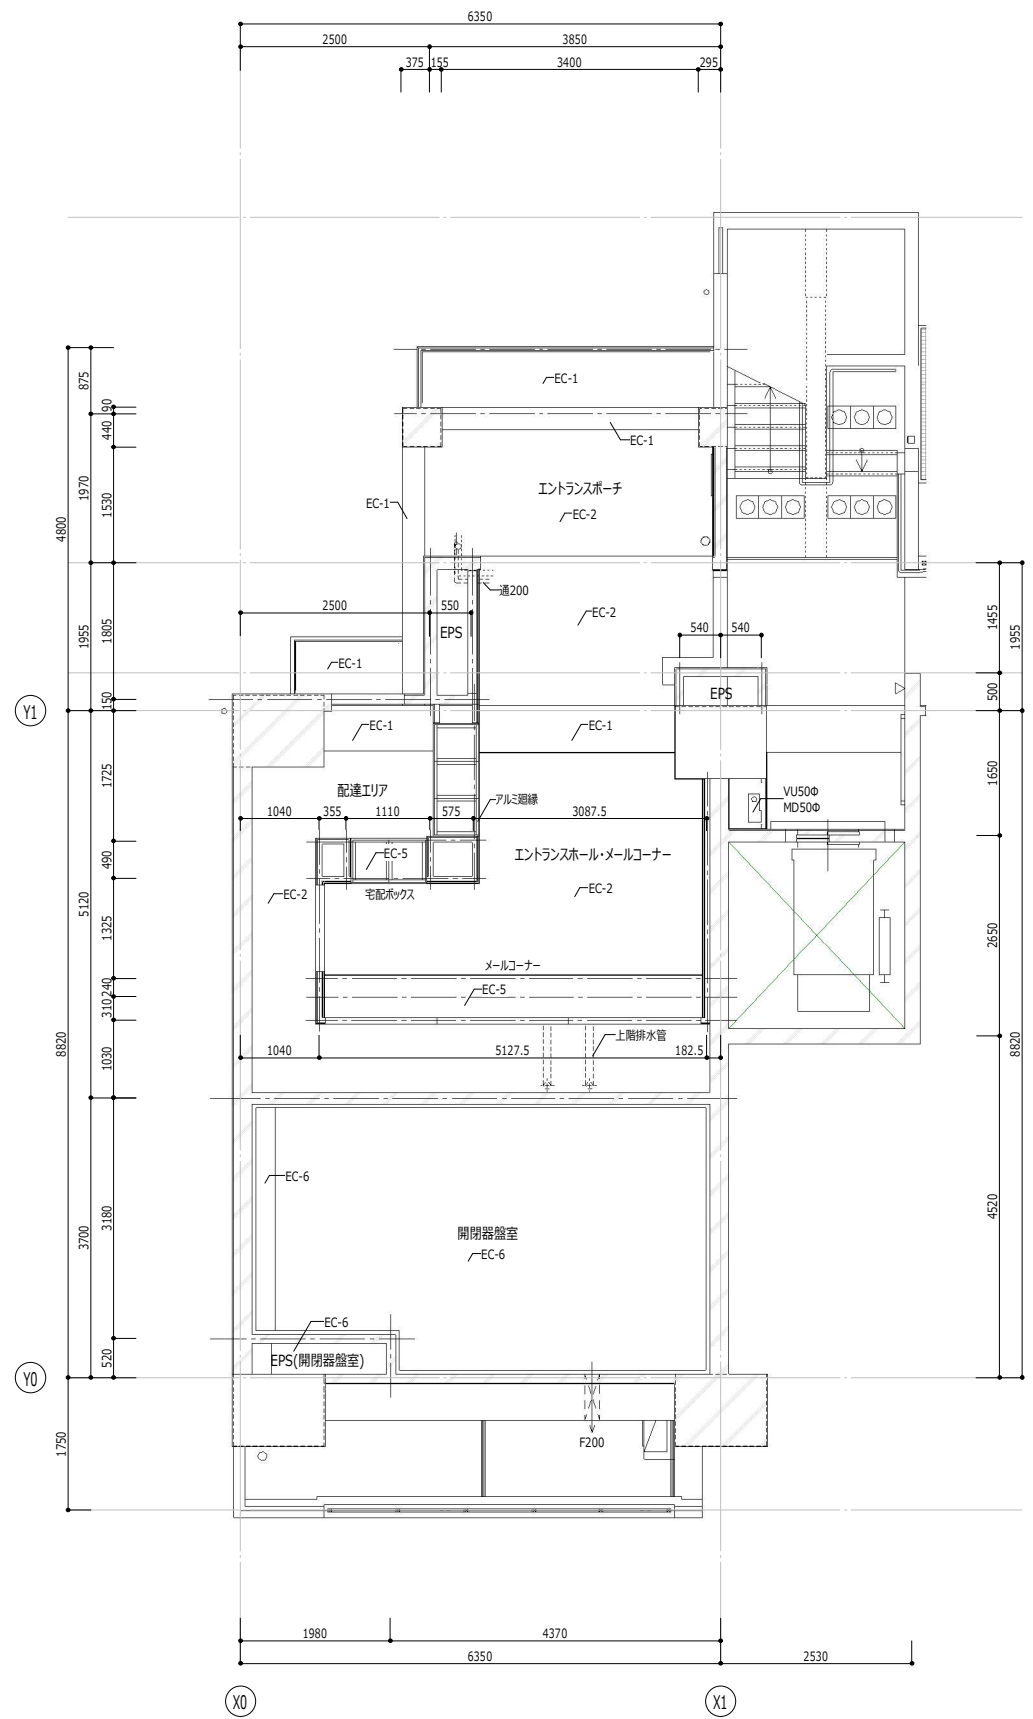 6350
2500
3850
375
155
3400
295
875
90
440
1970
1530
4800
1955
1805
150
1725
490
5120
1325
240
310
8820
1030
3700
3180
520
1750
EC-1
EC-1
エントランスポーチ
EC-1
EC-2
通200
2500
550
EC-2
EPS
540
540
EC-1
EPS
1455
1955
500
Y1
EC-1
EC-1
1650
配達エリア
アルミ廻縁
VU50Φ
MD50Φ
1040
355
1110
575
3087.5
EC-5
エントランスホール・メールコーナー
EC-2
宅配ボックス
EC-2
2650
メールコーナー
EC-5
上階排水管
1040
5127.5
182.5
8820
EC-6
4520
開閉器盤室
EC-6
EC-6
EPS(開閉器盤室)
Y0
F200
1980
4370
6350
2530
X0
X1